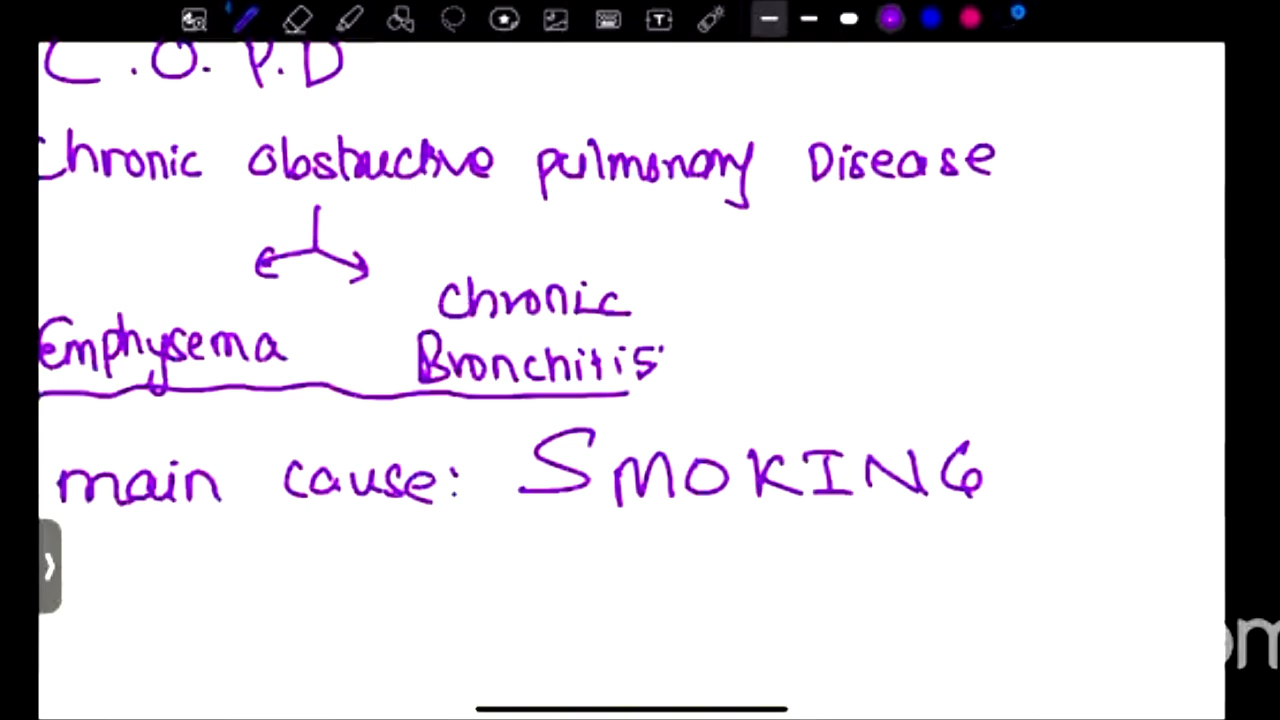 C.O.P.D
Chronic obstructive pulmonary Disease
Emphysema
Chronic
Bronchitis
main cause: SMOKING